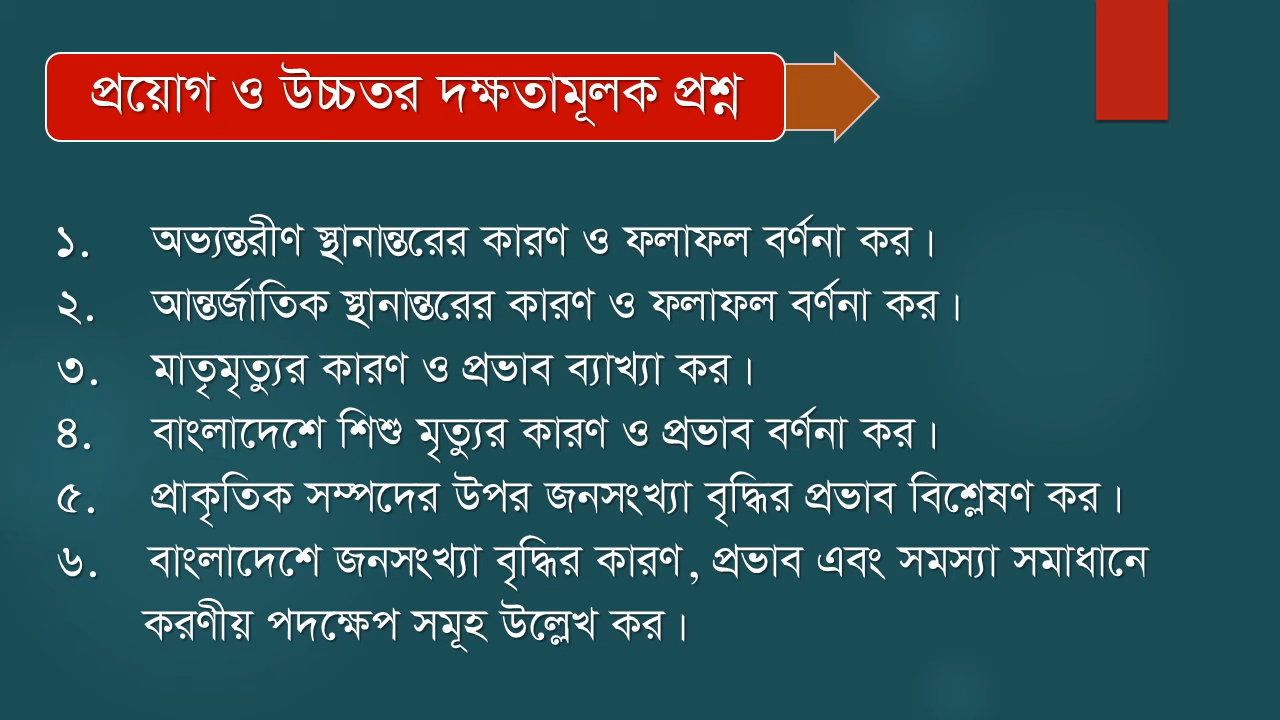 প্রয়োগ ও উচ্চতর দক্ষতামূলক প্রশ্ন
১. অভ্যন্তরীণ স্থানান্তরের কারণ ও ফলাফল বর্ণনা কর।
২. আন্তর্জাতিক স্থানান্তরের কারণ ও ফলাফল বর্ণনা কর।
৩. মাতৃমৃত্যুর কারণ ও প্রভাব ব্যাখ্যা কর।
৪. বাংলাদেশে শিশু মৃত্যুর কারণ ও প্রভাব বর্ণনা কর।
৫. প্রাকৃতিক সম্পদের উপর জনসংখ্যা বৃদ্ধির প্রভাব বিশ্লেষণ কর।
৬. বাংলাদেশে জনসংখ্যা বৃদ্ধির কারণ, প্রভাব এবং সমস্যা সমাধানে
করণীয় পদক্ষেপ সমূহ উল্লেখ কর।